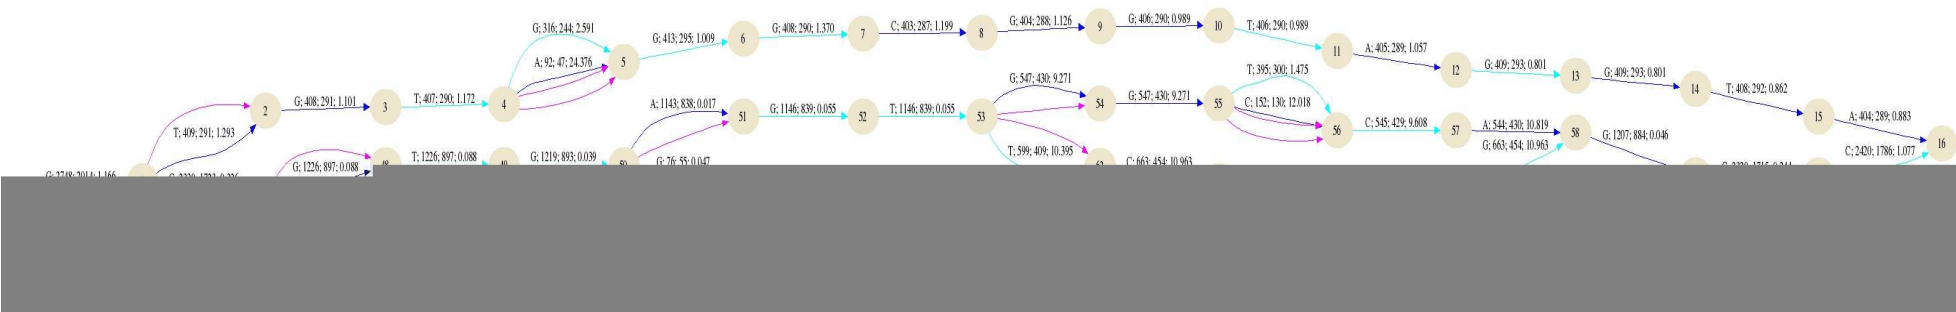 G; 316; 244; 2.591
G; 413; 295; 1.009
6
G; 408; 290; 1.370
7
C; 403; 287; 1.199
8
G; 404; 288; 1.126
9
G; 406; 290; 0.989
10
T; 406; 290; 0.989
11
A; 405; 289; 1.057
12
G; 409; 293; 0.801
13
G; 409; 293; 0.801
14
T; 408; 292; 0.862
15
A; 404; 289; 0.883
16
A; 92; 47; 24.376
5
2
G; 408; 291; 1.101
3
T; 407; 290; 1.172
4
T; 409; 291; 1.293
A; 1143; 838; 0.017
51
G; 1146; 839; 0.055
52
T; 1146; 839; 0.055
53
G; 547; 430; 9.271
54
G; 547; 430; 9.271
55
T; 395; 300; 1.475
C; 152; 130; 12.018
56
C; 545; 429; 9.608
57
A; 544; 430; 10.819
58
G; 1207; 884; 0.046
G; 663; 454; 10.963
C; 2420; 1786; 1.077
T; 599; 409; 10.395
C; 663; 454; 10.963
G; 1226; 897; 0.088
T; 1226; 897; 0.088
G; 1219; 893; 0.039
G; 76; 55; 0.047